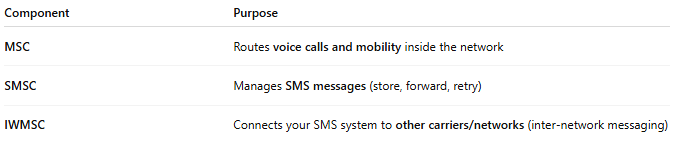 Component Purpose
MSC Routes voice calls and mobility inside the network
SMSC Manages SMS messages (store, forward, retry)
IWMSC Connects your SMS system to other carriers/networks (inter-network messaging)